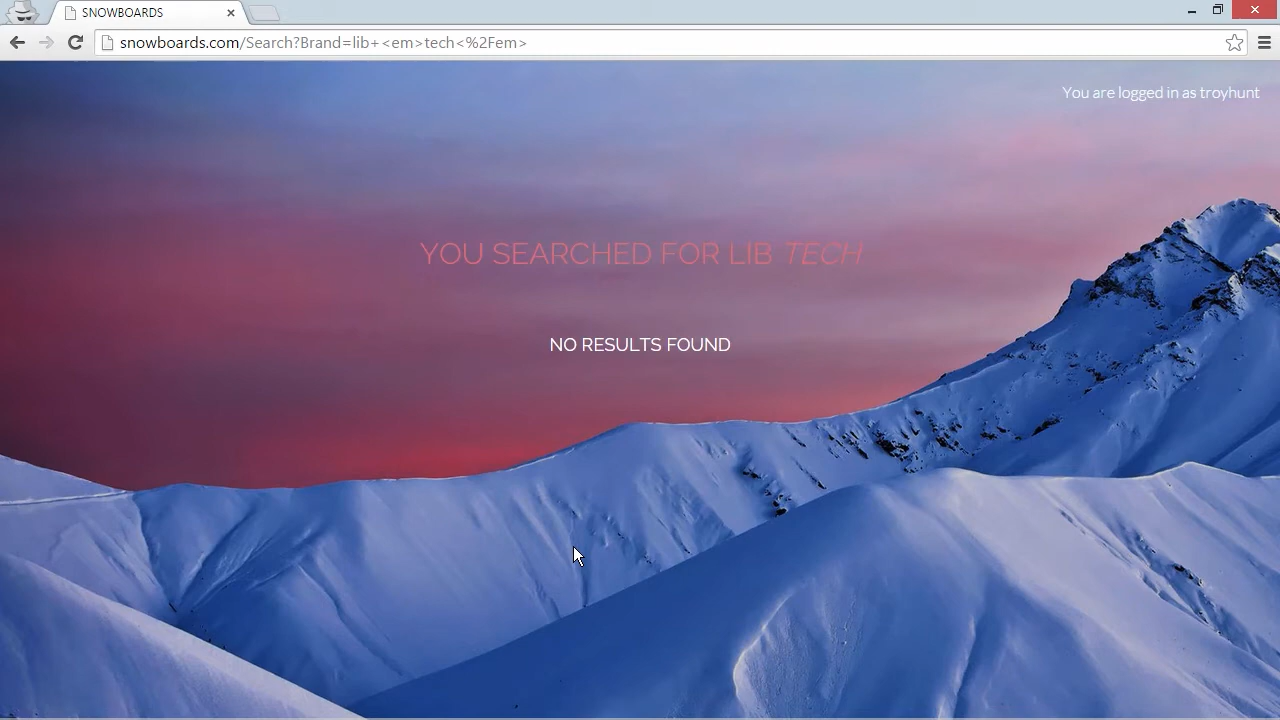 SNOWBOARDS
snowboards.com/Search?Brand=lib+<em>tech<%2Fem>
You are logged in as troyhunt
YOU SEARCHED FOR LIB TECH
NO RESULTS FOUND